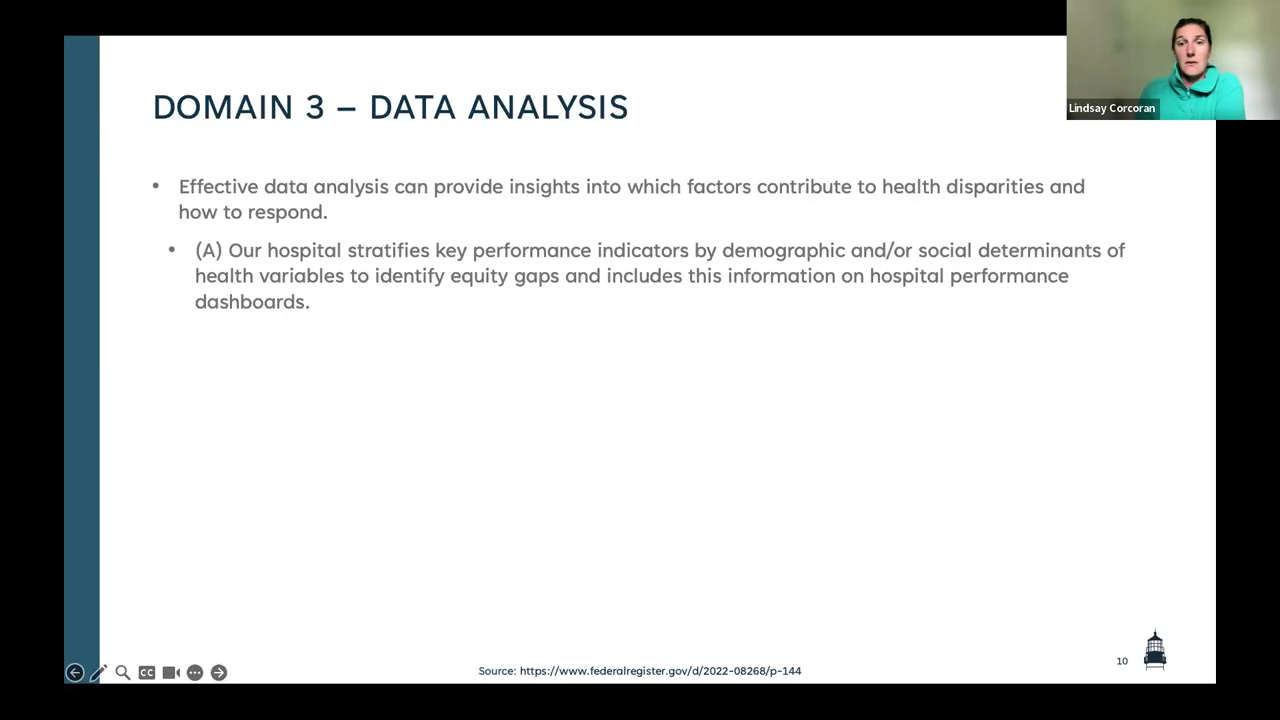 Lindsay Corcoran
DOMAIN 3 – DATA ANALYSIS
• Effective data analysis can provide insights into which factors contribute to health disparities and
how to respond.
• (A) Our hospital stratifies key performance indicators by demographic and/or social determinants of
health variables to identify equity gaps and includes this information on hospital performance
dashboards.
CC
Source: https://www.federalregister.gov/d/2022-08268/p-144
10